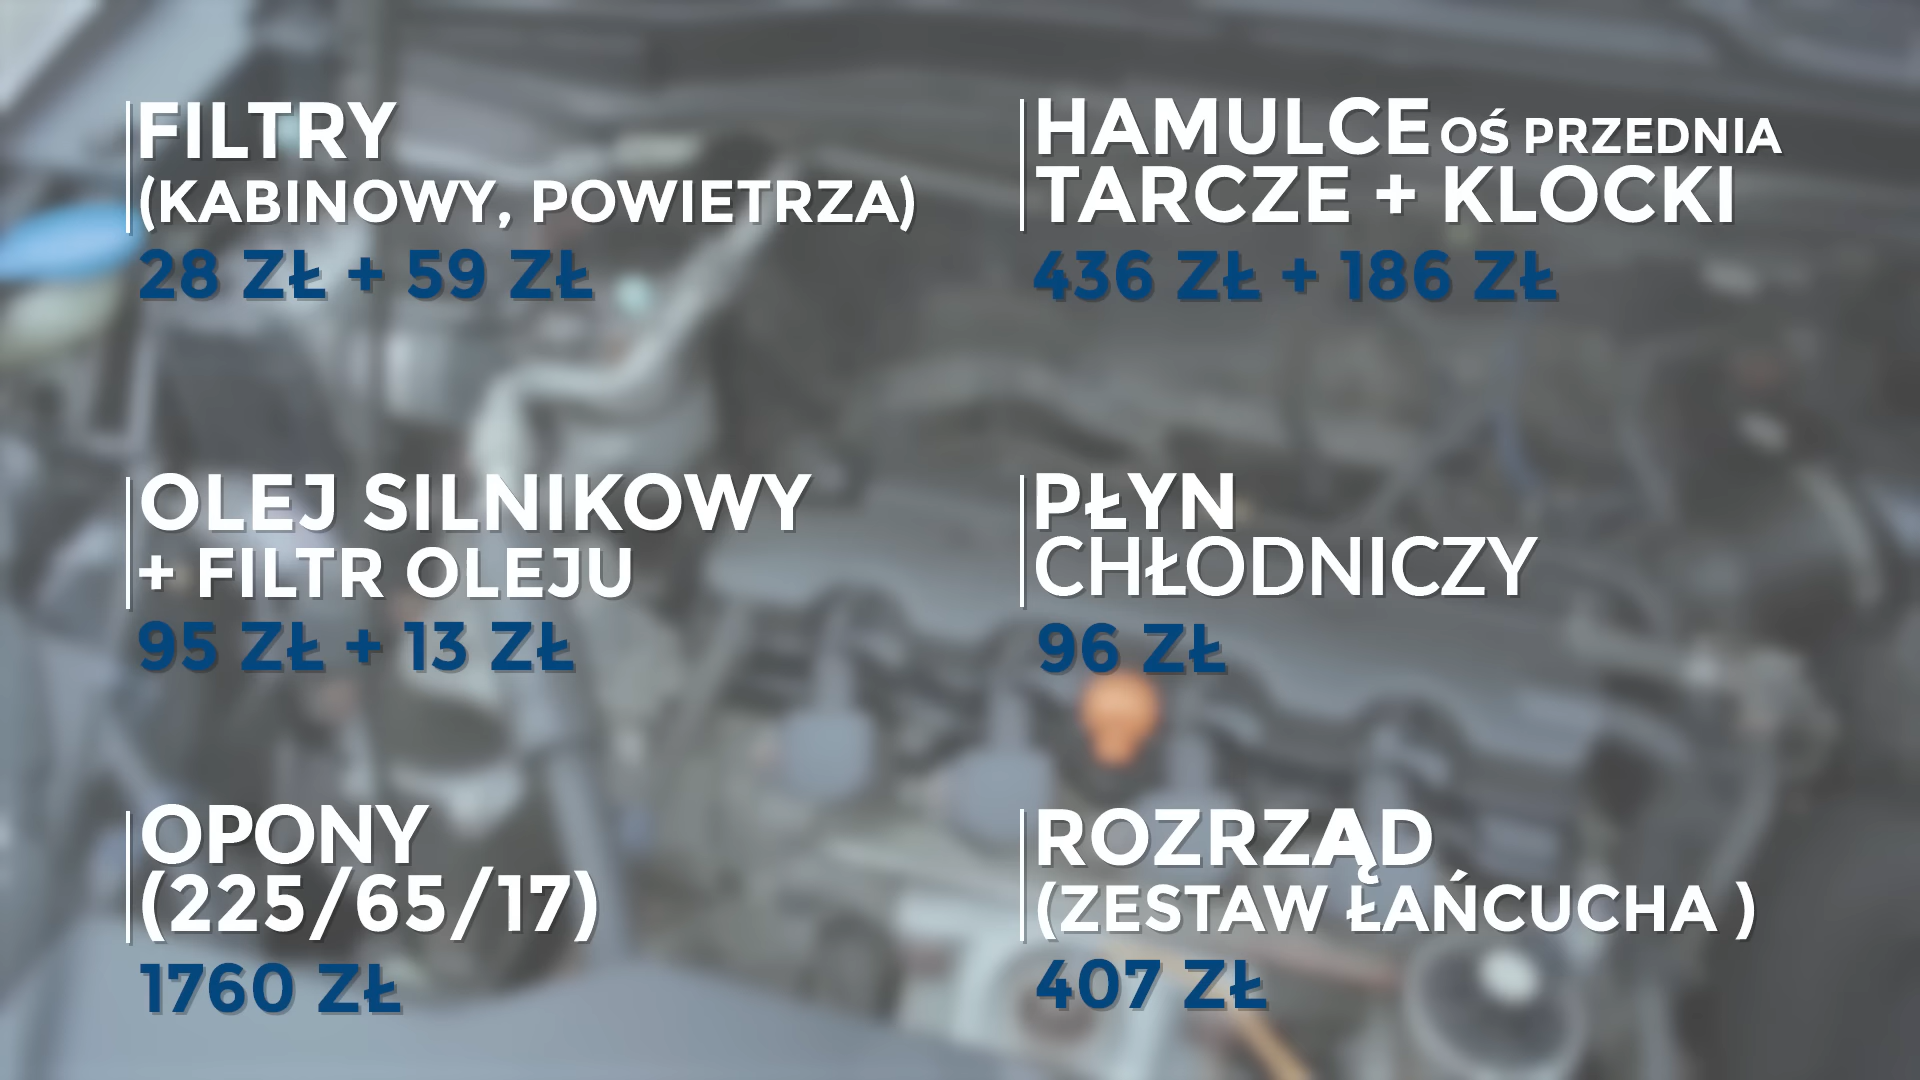 FILTRY
(KABINOWY, POWIETRZA)
28 ZŁ + 59 ZŁ
HAMULCE OŚ PRZEDNIA
TARCZE + KLOCKI
436 ZŁ + 186 ZŁ
OLEJ SILNIKOWY
+ FILTR OLEJU
95 ZŁ + 13 ZŁ
PŁYN
CHŁODNICZY
96 ZŁ
OPONY
(225/65/17)
1760 ZŁ
ROZRZĄD
(ZESTAW ŁAŃCUCHA )
407 ZŁ